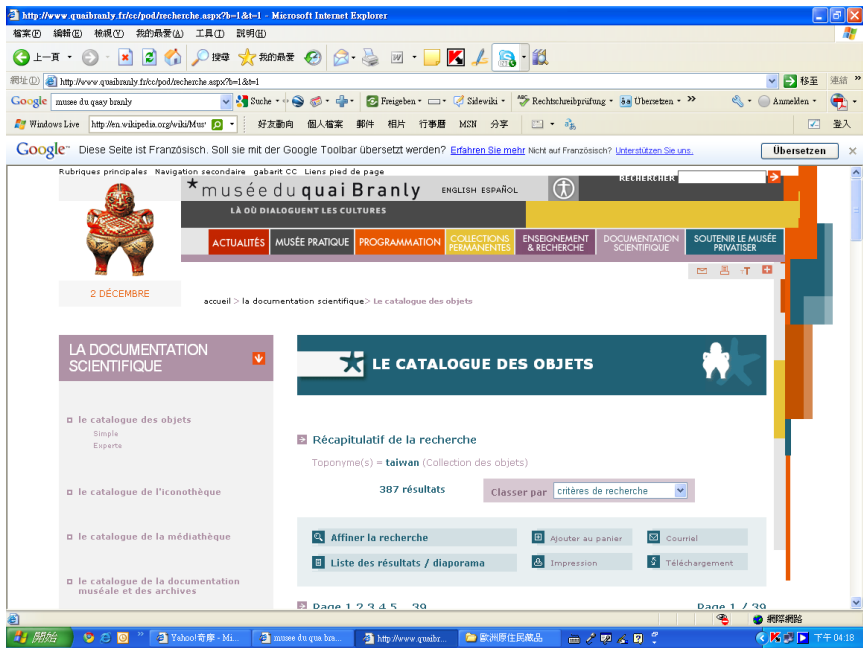 http://www.quaibranly.fr/cc/pod/recherche.aspx?b=1&t=1 - Microsoft Internet Explorer
檔案(F) 編輯(E) 檢視(V) 我的最愛(A) 工具(T) 說明(H)
上一頁 搜尋 我的最愛
網址(D) http://www.quaibranly.fr/cc/pod/recherche.aspx?b=1&t=1 移至 連結 »
Google musee du quay branly Suche Freigeben Sidewiki Rechtschreibprüfung Übersetzen » Anmelden
Windows Live http://en.wikipedia.org/wiki/Mus 好友動向 個人檔案 郵件 相片 行事曆 MSN 分享 登入
Google™ Diese Seite ist Französisch. Soll sie mit der Google Toolbar übersetzt werden? Erfahren Sie mehr Nicht auf Französisch? Unterstützen Sie uns. Übersetzen
Rubriques principales Navigation secondaire gabarit CC Liens pied de page
musée du quai Branly ENGLISH ESPAÑOL RECHERCHER
LÀ OÙ DIALOGUENT LES CULTURES
ACTUALITÉS MUSÉE PRATIQUE PROGRAMMATION COLLECTIONS PERMANENTES ENSEIGNEMENT & RECHERCHE DOCUMENTATION SCIENTIFIQUE SOUTENIR LE MUSÉE PRIVATISER
T
2 DÉCEMBRE
accueil > la documentation scientifique> Le catalogue des objets
LA DOCUMENTATION SCIENTIFIQUE
LE CATALOGUE DES OBJETS
le catalogue des objets
Simple
Experte
le catalogue de l'iconothèque
le catalogue de la médiathèque
le catalogue de la documentation
muséale et des archives
Récapitulatif de la recherche
Toponyme(s) = taiwan (Collection des objets)
387 résultats Classer par critères de recherche
Affiner la recherche Ajouter au panier Courriel
Liste des résultats / diaporama Impression Téléchargement
Page 1 2 3 4 5 .. 39 Page 1 / 39
網際網路
開始 Yahoo!奇摩 - Mi... musee du qua bra... http://www.quaibr... 歐洲原住民藏品 下午 04:18